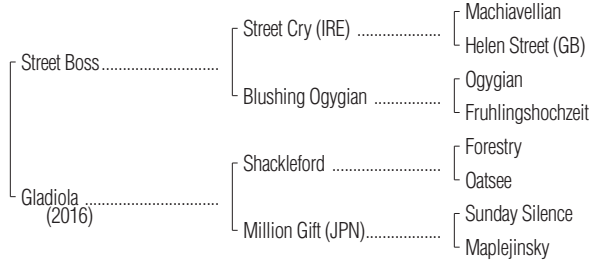 Machiavellian
Street Cry (IRE) ....................
Helen Street (GB)
Street Boss............................
Ogygian
Blushing Ogygian ................
Fruhlingshochzeit
Forestry
Shackleford ..........................
Oatsee
Gladiola ................................
(2016)
Sunday Silence
Million Gift (JPN)..................
Maplejinsky